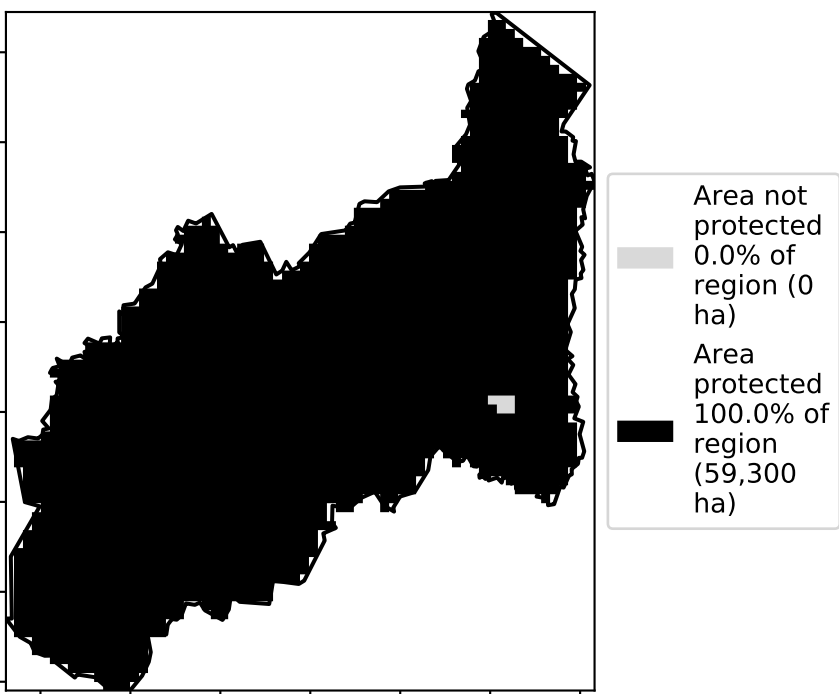 Area not
protected
0.0% of
region (0
ha)
Area
protected
100.0% of
region
(59,300
ha)